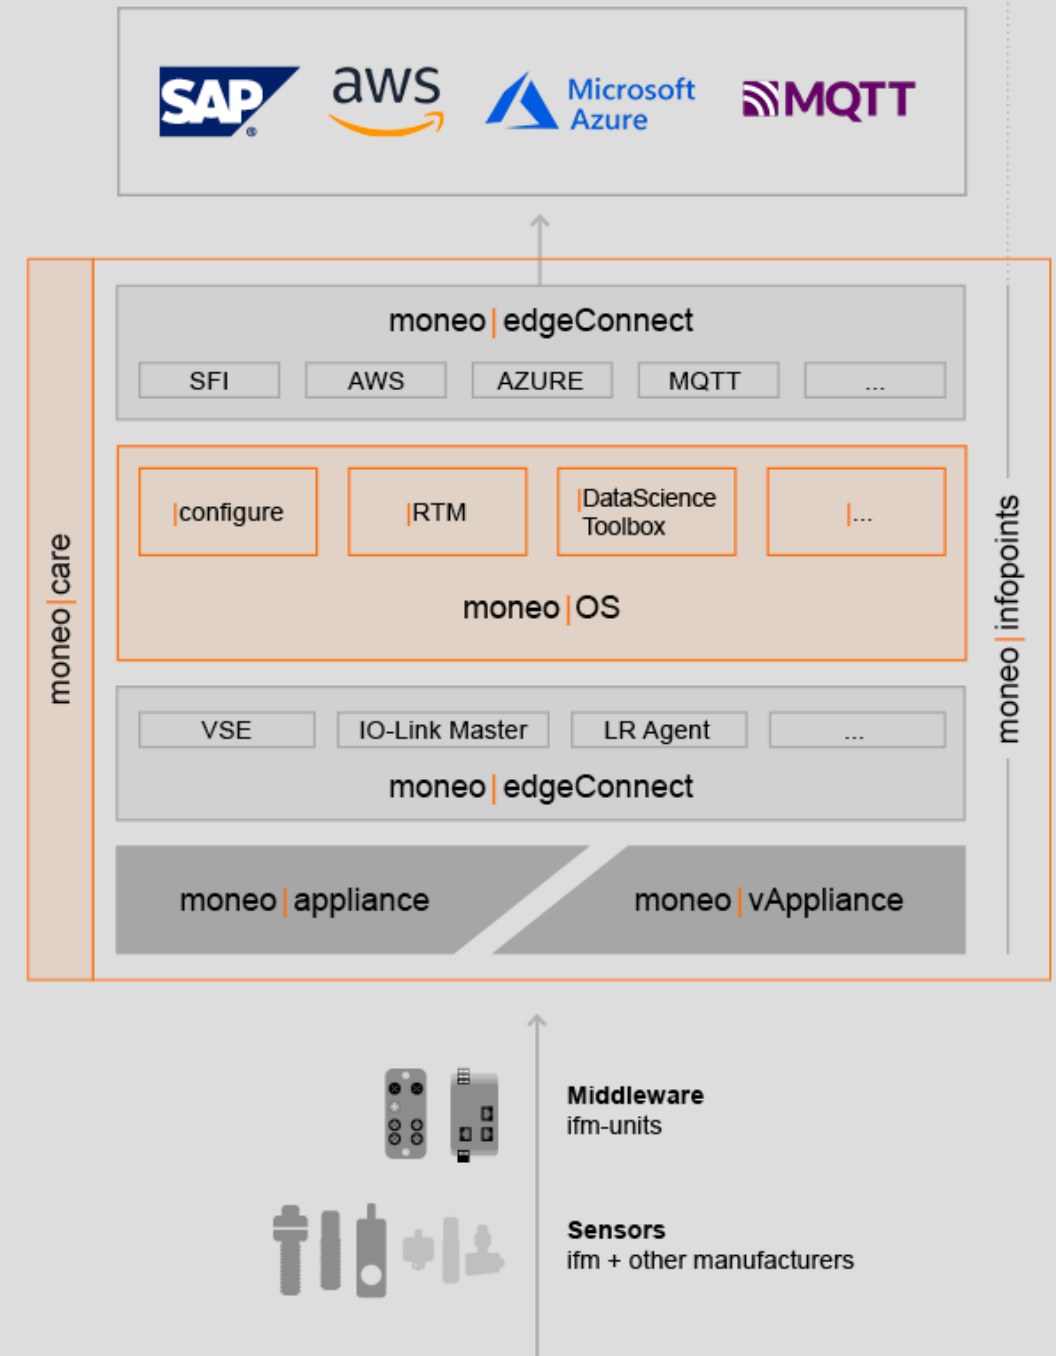 SAP®
aws
Microsoft
Azure
MQTT
moneo|edgeConnect
SFI
AWS
AZURE
MQTT
...
|configure
|RTM
|DataScience
Toolbox
|...
moneo|OS
VSE
IO-Link Master
LR Agent
...
moneo|edgeConnect
moneo|appliance
moneo|vAppliance
moneo|care
moneo|infopoints
Middleware
ifm-units
Sensors
ifm + other manufacturers